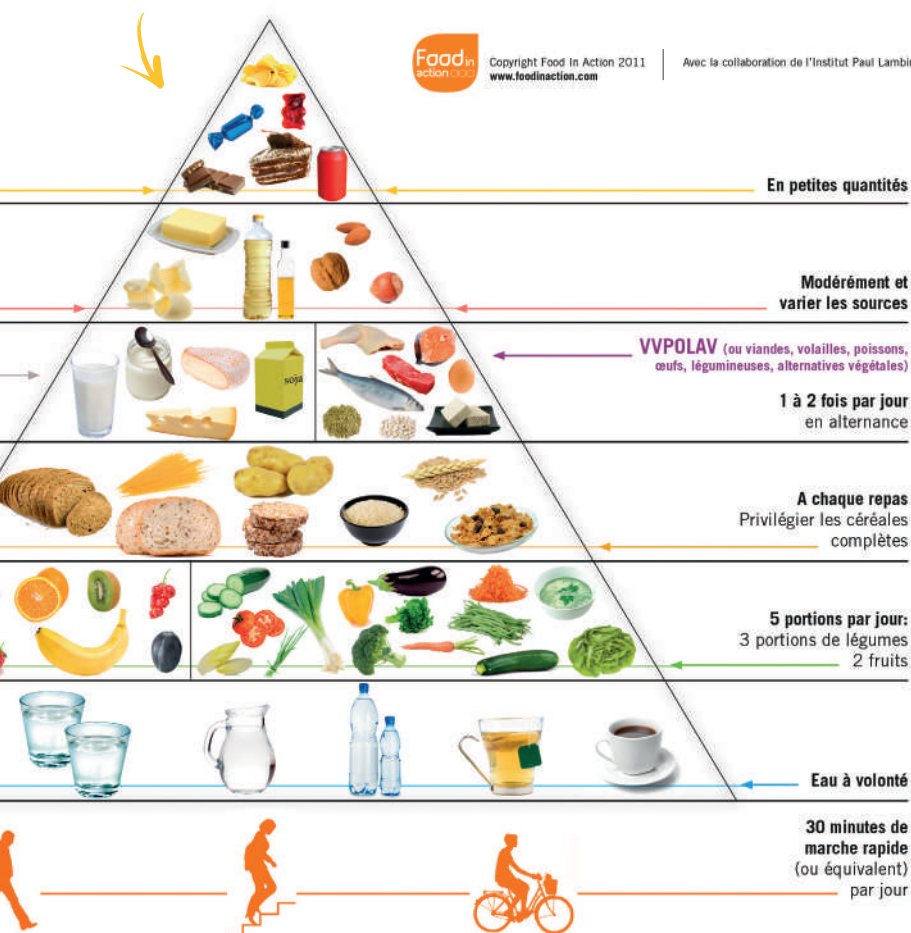 Food in
action
Copyright Food In Action 2011
www.foodinaction.com
Avec la collaboration de l'Institut Paul Lambin
En petites quantités
Modérément et
varier les sources
VVPOLAV (ou viandes, volailles, poissons,
œufs, légumineuses, alternatives végétales)
soja
1 à 2 fois par jour
en alternance
A chaque repas
Privilégier les céréales
complètes
5 portions par jour:
3 portions de légumes
2 fruits
Eau à volonté
30 minutes de
marche rapide
(ou équivalent)
par jour